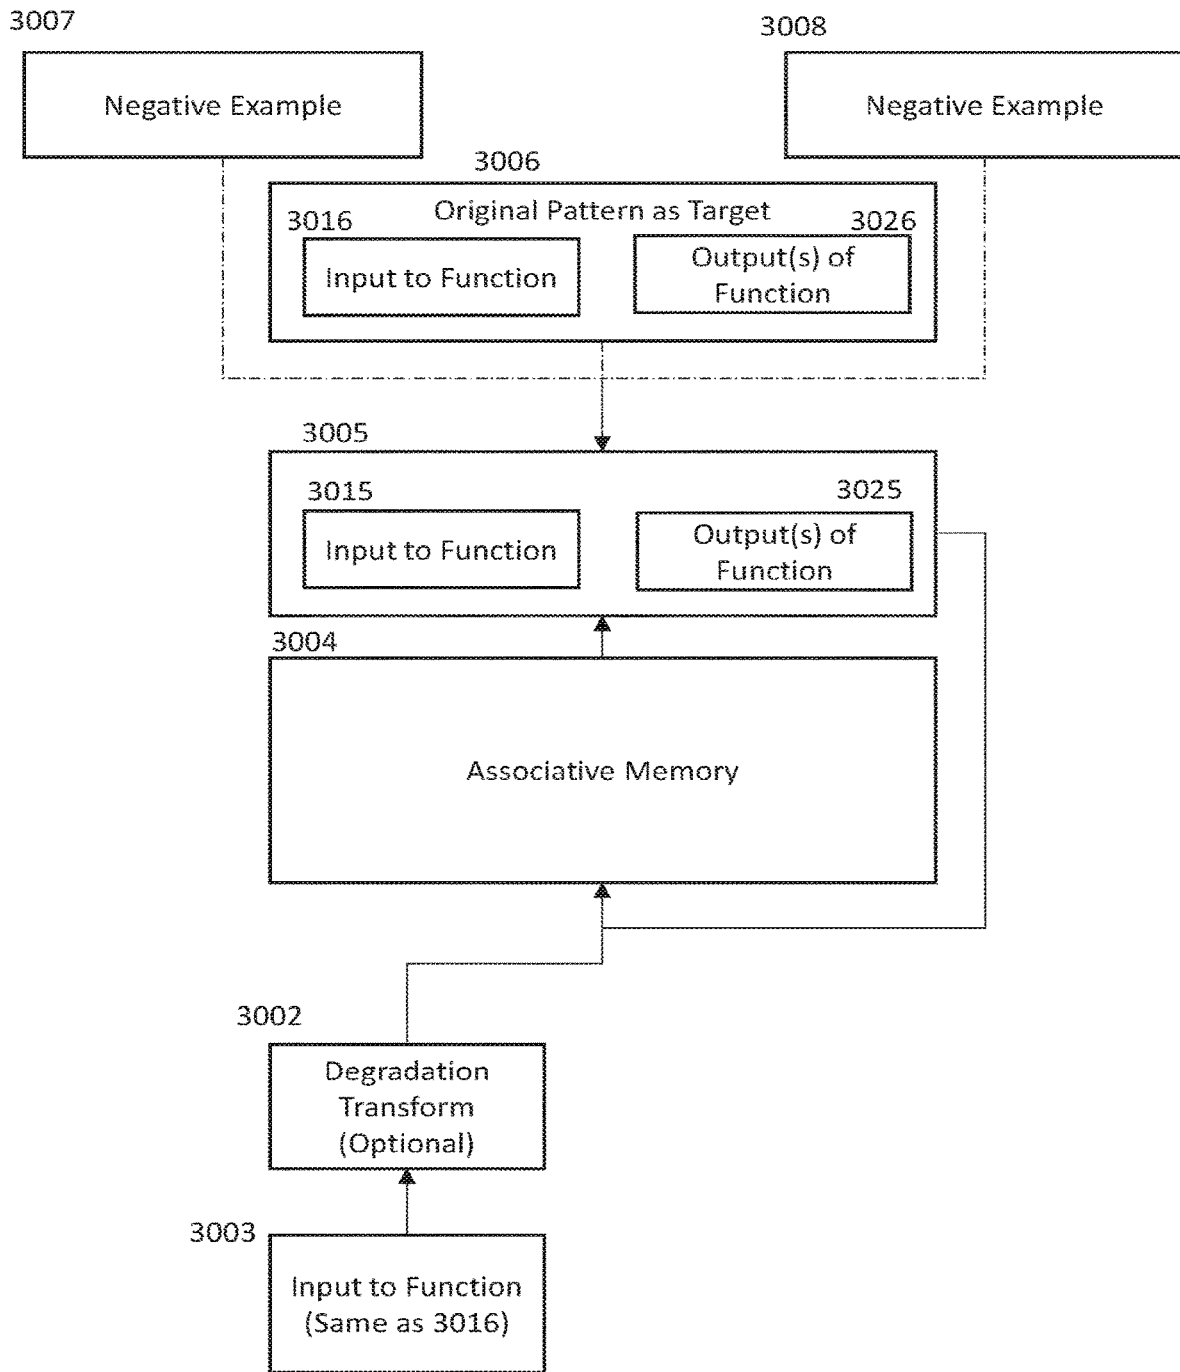 3007
3008
Negative Example
Negative Example
3006
Original Pattern as Target
3016
3026
Input to Function
Output(s) of
Function
3005
3015
3025
Input to Function
Output(s) of
Function
3004
Associative Memory
3002
Degradation
Transform
(Optional)
3003
Input to Function
(Same as 3016)